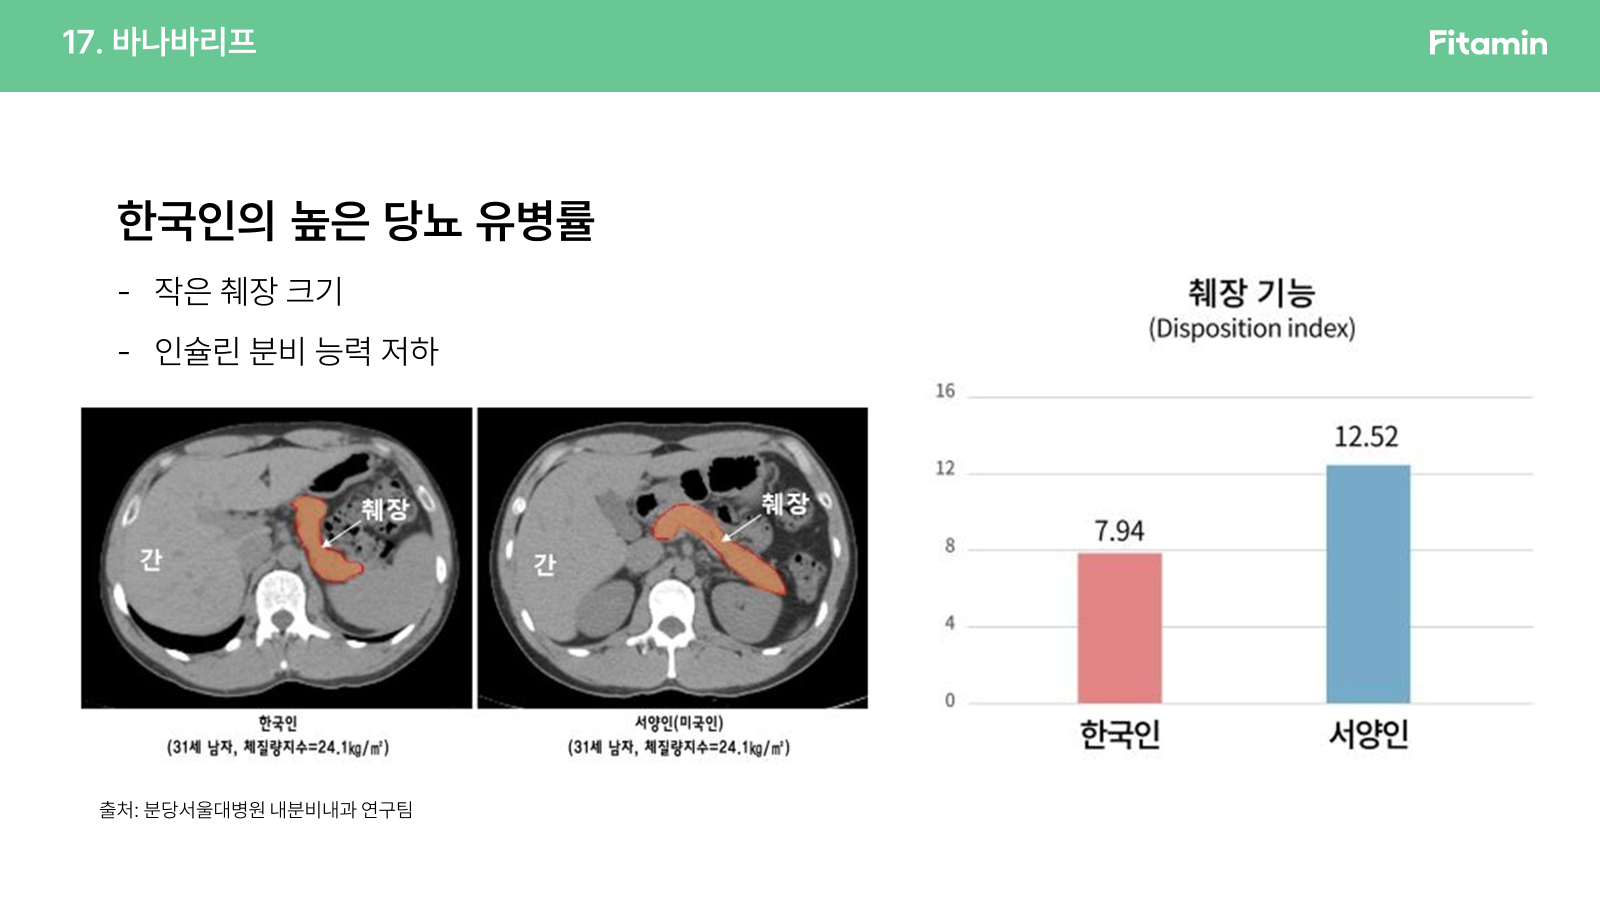 17. 바나바리프
Fitamin
한국인의 높은 당뇨 유병률
- 작은 췌장 크기
- 인슐린 분비 능력 저하
간
췌장
간
췌장
한국인
(31세 남자, 체질량지수=24.1㎏/㎡)
서양인(미국인)
(31세 남자, 체질량지수=24.1㎏/㎡)
출처: 분당서울대병원 내분비내과 연구팀
췌장 기능
(Disposition index)
16
12
8
4
0
7.94
12.52
한국인
서양인